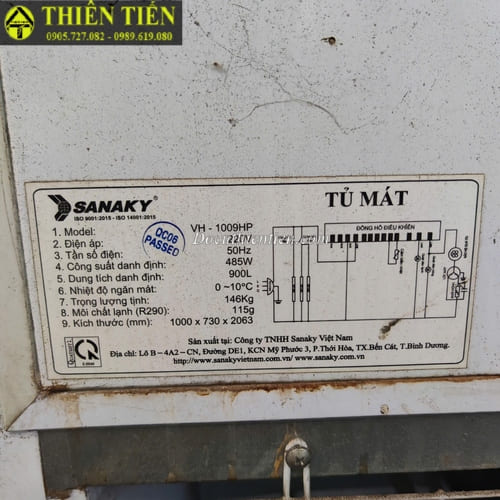 THIÊN TIẾN
0905.727.082 - 0989.619.080
SANAKY
ISO 9001:2015 - ISO 14001:2015
TỦ MÁT
QC06
PASSED
1. Model: VH - 1009HP
2. Điện áp: 220V
3. Tần số điện: 50Hz
4. Công suất danh định: 485W
5. Dung tích danh định: 900L
6. Nhiệt độ ngăn mát: 0~10°C
7. Trọng lượng tịnh: 146Kg
8. Môi chất lạnh (R290): 115g
9. Kích thước (mm): 1000 x 730 x 2063
ĐỒNG HỒ ĐIỀU KHIỂN
Sản xuất tại: Công ty TNHH Sanaky Việt Nam
Địa chỉ: Lô B – 4A2 – CN, Đường DE1, KCN Mỹ Phước 3, P.Thới Hòa, TX.Bến Cát, T.Bình Dương.
http://www.sanakyvietnam.com.vn/www.sanaky.com.vn